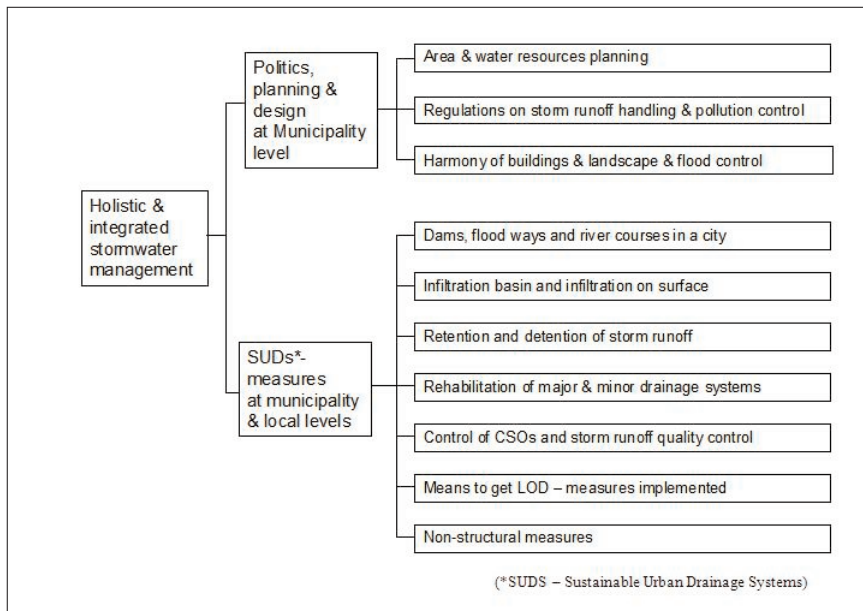 Holistic &
integrated
stormwater
management
Politics,
planning &
design
at Municipality
level
Area & water resources planning
Regulations on storm runoff handling & pollution control
Harmony of buildings & landscape & flood control
SUDs*-
measures
at municipality
& local levels
Dams, flood ways and river courses in a city
Infiltration basin and infiltration on surface
Retention and detention of storm runoff
Rehabilitation of major & minor drainage systems
Control of CSOs and storm runoff quality control
Means to get LOD – measures implemented
Non-structural measures
(*SUDS – Sustainable Urban Drainage Systems)